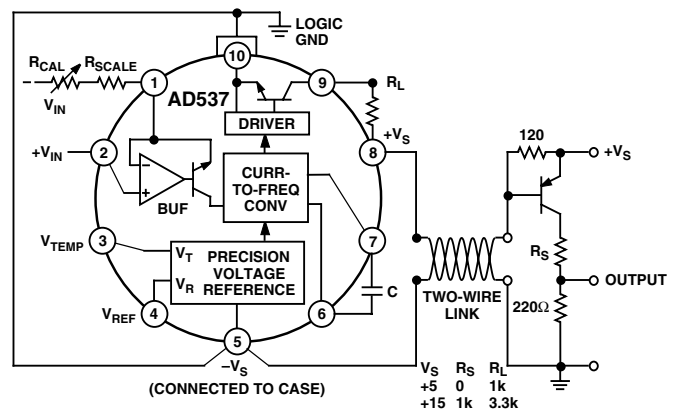 LOGIC
GND
10
R_CAL R_SCALE
V_IN
1
AD537
9
R_L
DRIVER
+V_S
8
+V_IN
2
–
+
BUF
CURR-
TO-FREQ
CONV
120
+V_S
V_TEMP
3
V_T
V_R
PRECISION
VOLTAGE
REFERENCE
7
C
R_S
TWO-WIRE
LINK
OUTPUT
220Ω
V_REF
4
6
5
–V_S
(CONNECTED TO CASE)
V_S R_S R_L
+5 0 1k
+15 1k 3.3k